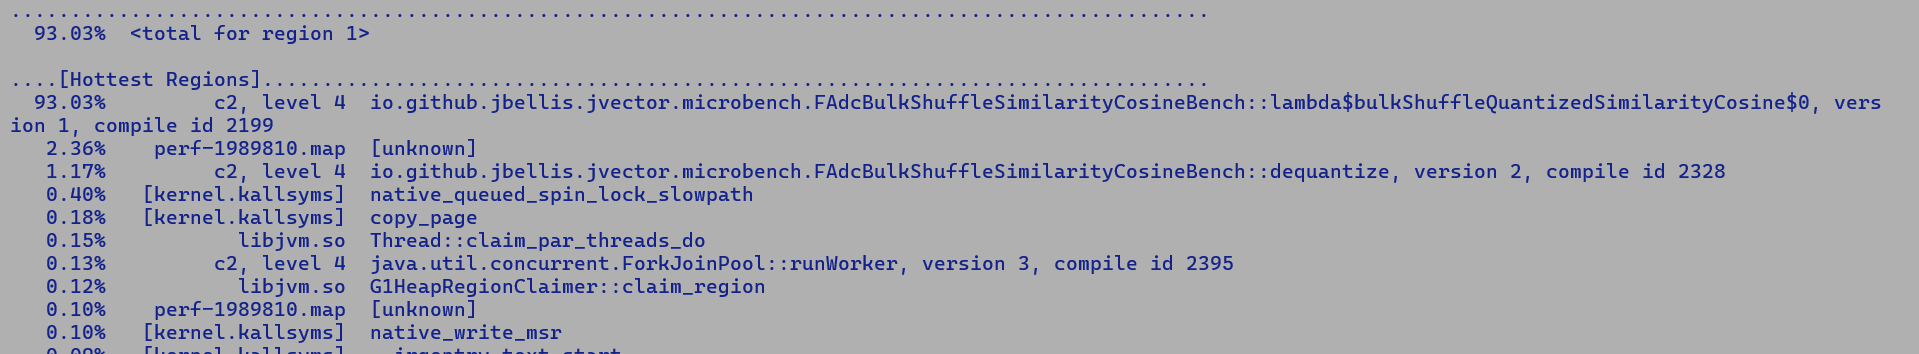 ....................................................................................................
93.03%  <total for region 1>
....[Hottest Regions]...............................................................................
93.03%         c2, level 4  io.github.jbellis.jvector.microbench.FAdcBulkShuffleSimilarityCosineBench::lambda$bulkShuffleQuantizedSimilarityCosine$0, vers
ion 1, compile id 2199
2.36%    perf-1989810.map  [unknown]
1.17%         c2, level 4  io.github.jbellis.jvector.microbench.FAdcBulkShuffleSimilarityCosineBench::dequantize, version 2, compile id 2328
0.40%   [kernel.kallsyms]  native_queued_spin_lock_slowpath
0.18%   [kernel.kallsyms]  copy_page
0.15%           libjvm.so  Thread::claim_par_threads_do
0.13%         c2, level 4  java.util.concurrent.ForkJoinPool::runWorker, version 3, compile id 2395
0.12%           libjvm.so  G1HeapRegionClaimer::claim_region
0.10%    perf-1989810.map  [unknown]
0.10%   [kernel.kallsyms]  native_write_msr
[kernel.kallsyms]